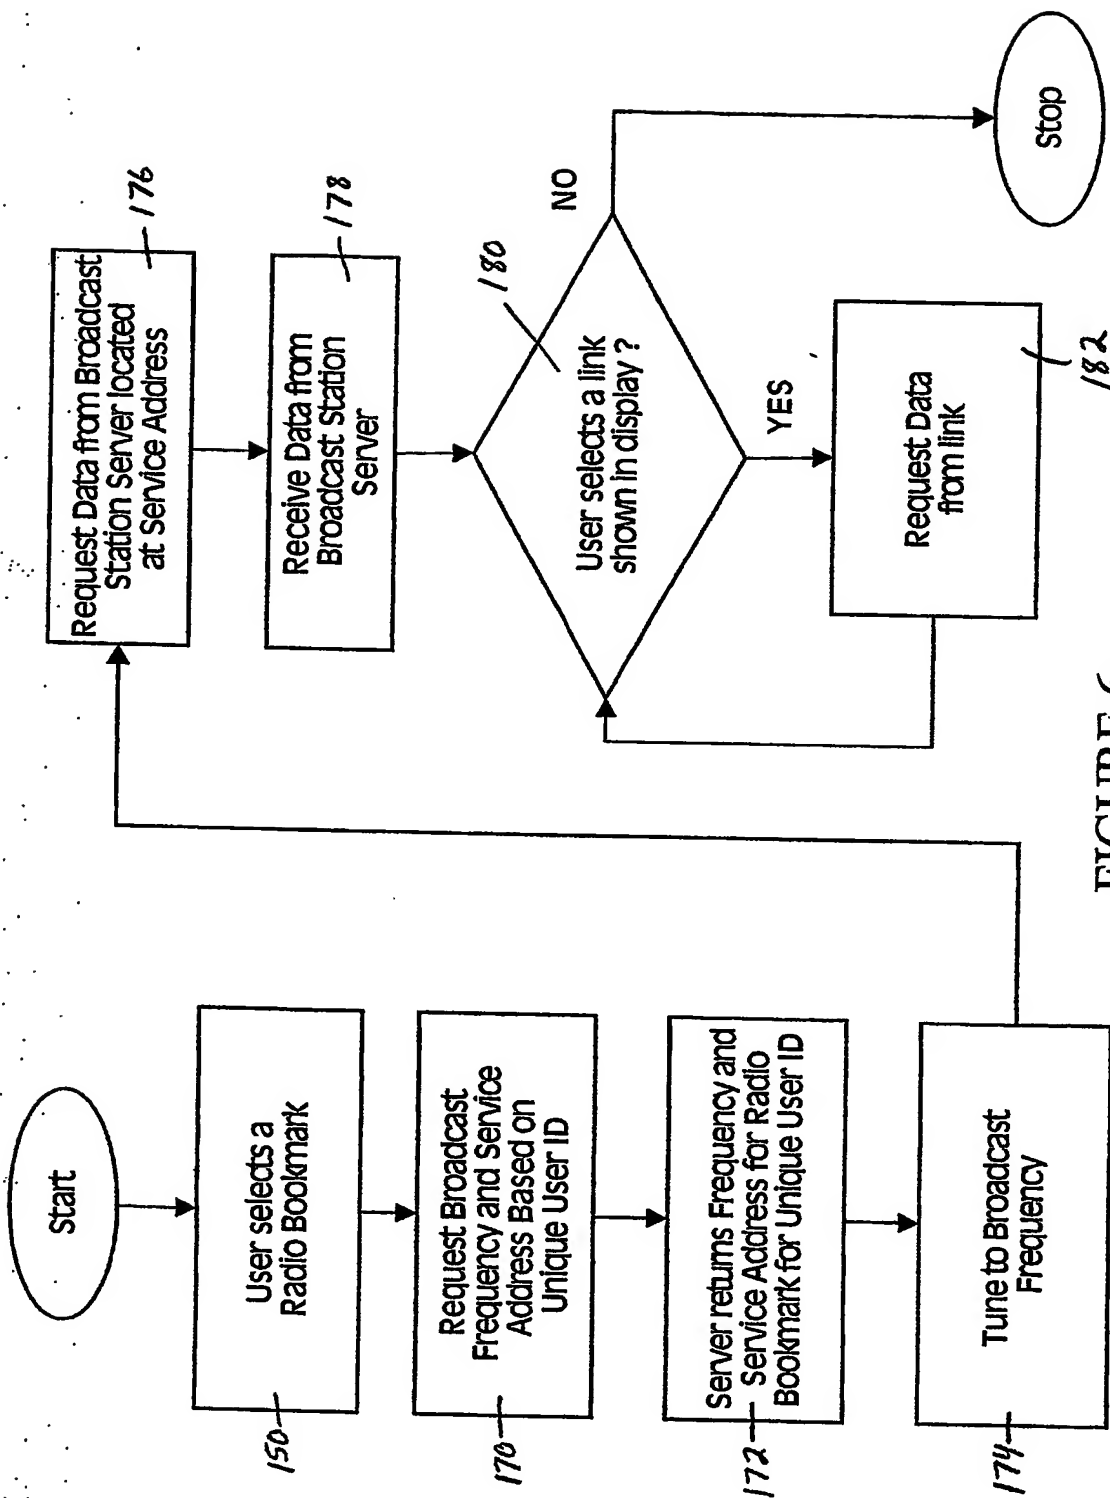 Start
User selects a
Radio Bookmark
150
Request Broadcast
Frequency and Service
Address Based on
Unique User ID
170
Server returns Frequency and
Service Address for Radio
Bookmark for Unique User ID
172
Tune to Broadcast
Frequency
174
Request Data from Broadcast
Station Server located
at Service Address
176
Receive Data from
Broadcast Station
Server
178
User selects a link
shown in display ?
180
NO
YES
Request Data
from link
182
Stop
FIGURE 6